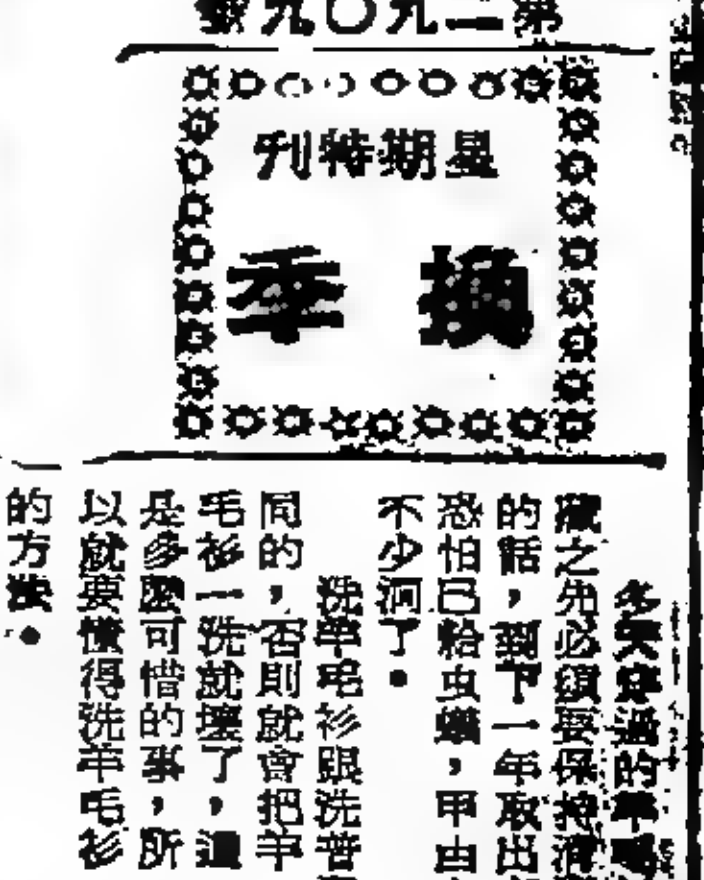 第二九〇九號
星期特刊
換季
冬天穿過的羊毛
藏之先必須要保持清
的話，到下一年取出
恐怕已給虫蛀，甲由
不少洞了。
洗羊毛衫跟洗普
同的，否則就會把羊
毛衫一洗就壞了，這
是多麼可惜的事，所
以就要懂得洗羊毛衫
的方法。